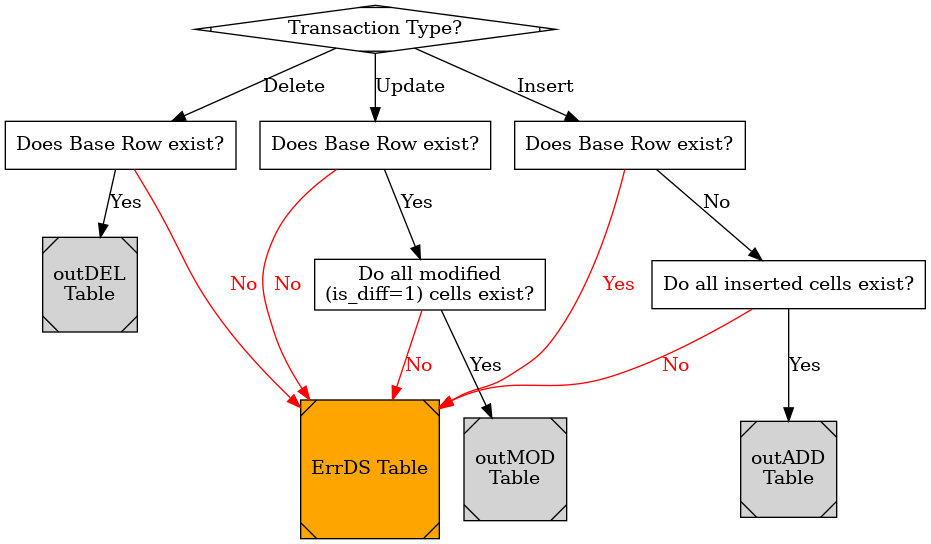 Transaction Type?
Delete
Update
Insert
Does Base Row exist?
Does Base Row exist?
Does Base Row exist?
Yes
Yes
No
outDEL
Table
No
No
Do all modified
(is_diff=1) cells exist?
Yes
Do all inserted cells exist?
No
Yes
No
Yes
ErrDS Table
outMOD
Table
outADD
Table